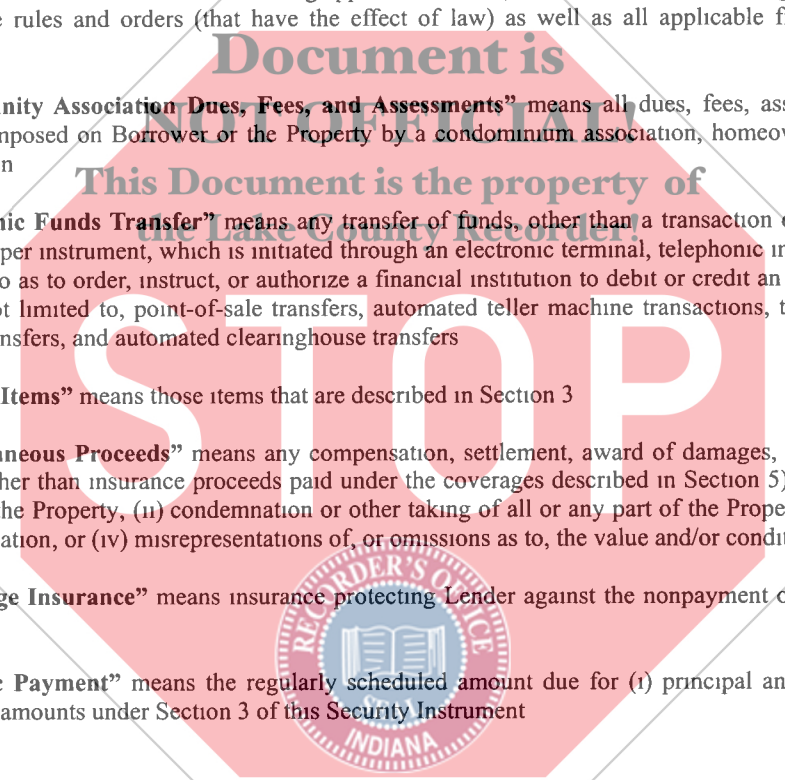 e rules and orders (that have the effect of law) as well as all applicable f
Document is
nity Association Dues, Fees, and Assessments” means all dues, fees, ass
NOT OFFICIAL!
nposed on Borrower or the Property by a condominium association, homeov
n
This Document is the property of
nic Funds Transfer” means any transfer of funds, other than a transaction
the Lake County Recorder!
per instrument, which is initiated through an electronic terminal, telephonic in
o as to order, instruct, or authorize a financial institution to debit or credit an
ot limited to, point-of-sale transfers, automated teller machine transactions, t
nsfers, and automated clearinghouse transfers
STOP
Items” means those items that are described in Section 3
aneous Proceeds” means any compensation, settlement, award of damages,
her than insurance proceeds paid under the coverages described in Section 5)
he Property, (ii) condemnation or other taking of all or any part of the Prope
ation, or (iv) misrepresentations of, or omissions as to, the value and/or condit
ge Insurance” means insurance protecting Lender against the nonpayment o
c Payment” means the regularly scheduled amount due for (i) principal an
amounts under Section 3 of this Security Instrument
RECORDER'S OFFICE
SEAL
INDIANA